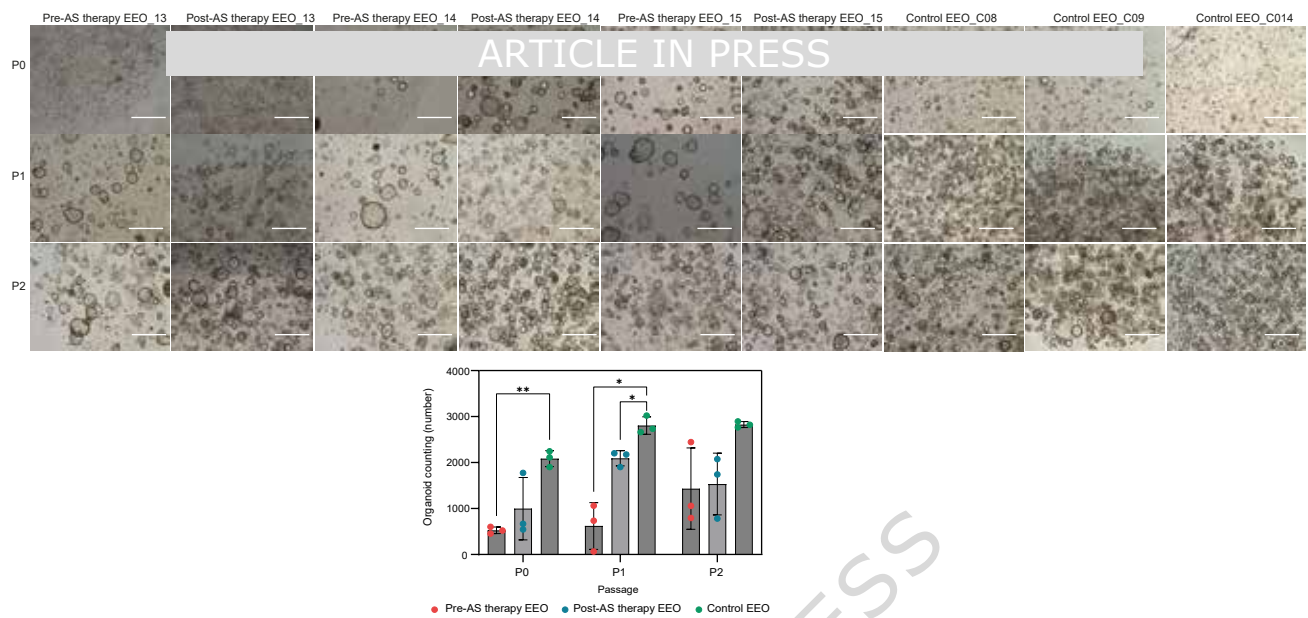 Pre-AS therapy EEO_13 Post-AS therapy EEO_13 Pre-AS therapy EEO_14 Post-AS therapy EEO_14 Pre-AS therapy EEO_15 Post-AS therapy EEO_15 Control EEO_C08 Control EEO_C09 Control EEO_C014
ARTICLE IN PRESS
P0
P1
P2
Organoid counting (number)
4000
3000
2000
1000
0
**
*
*
P0 P1 P2
Passage
Pre-AS therapy EEO Post-AS therapy EEO Control EEO
ESS